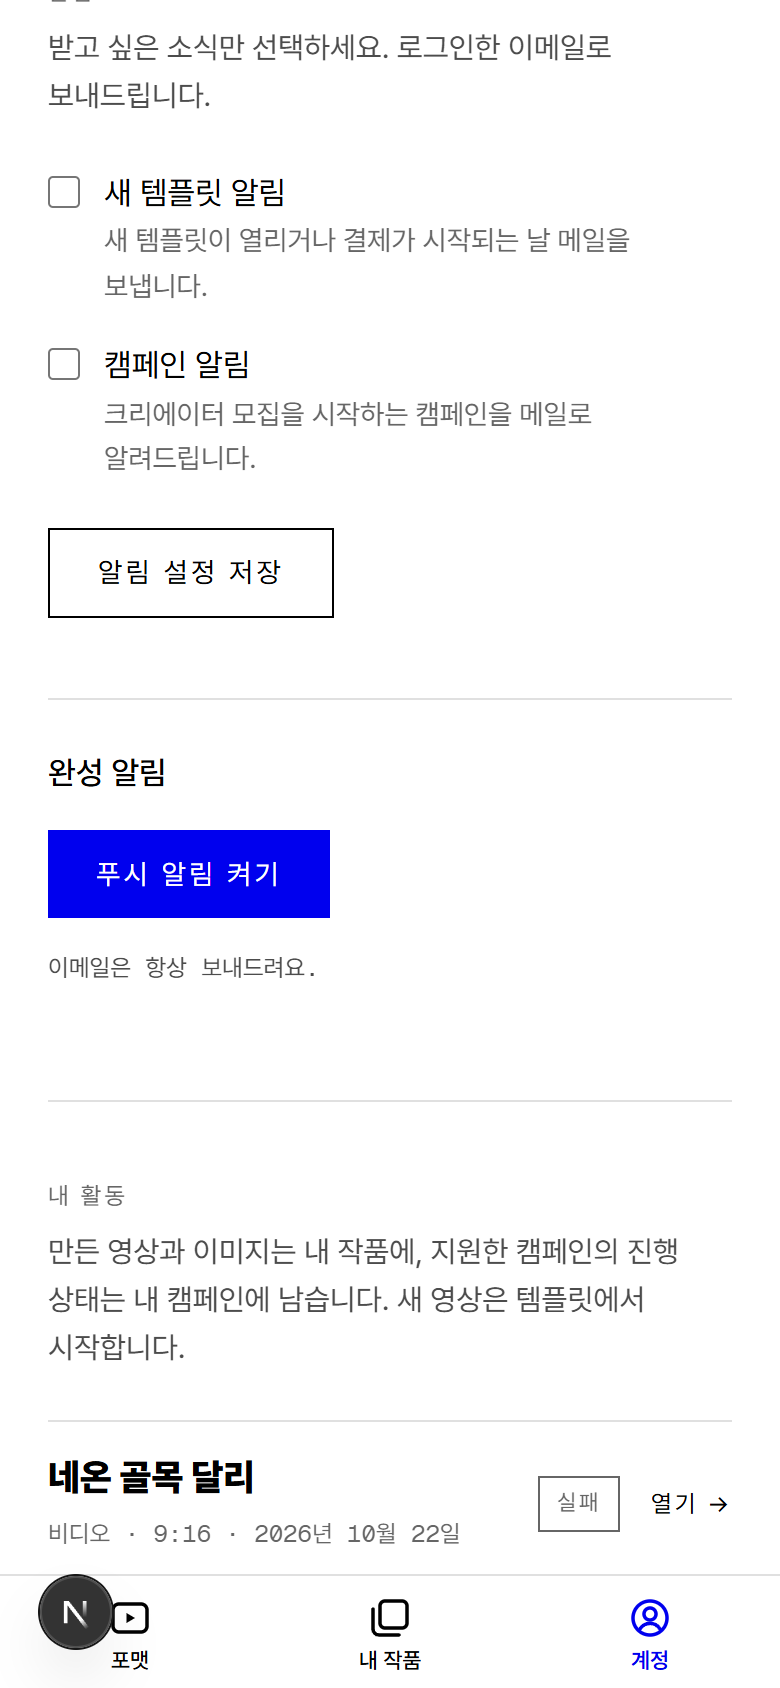 받고 싶은 소식만 선택하세요. 로그인한 이메일로
보내드립니다.
새 템플릿 알림
새 템플릿이 열리거나 결제가 시작되는 날 메일을
보냅니다.
캠페인 알림
크리에이터 모집을 시작하는 캠페인을 메일로
알려드립니다.
알림 설정 저장
완성 알림
푸시 알림 켜기
이메일은 항상 보내드려요.
내 활동
만든 영상과 이미지는 내 작품에, 지원한 캠페인의 진행
상태는 내 캠페인에 남습니다. 새 영상은 템플릿에서
시작합니다.
네온 골목 달리
비디오 · 9:16 · 2026년 10월 22일
실패
열기 →
N
포맷
내 작품
계정